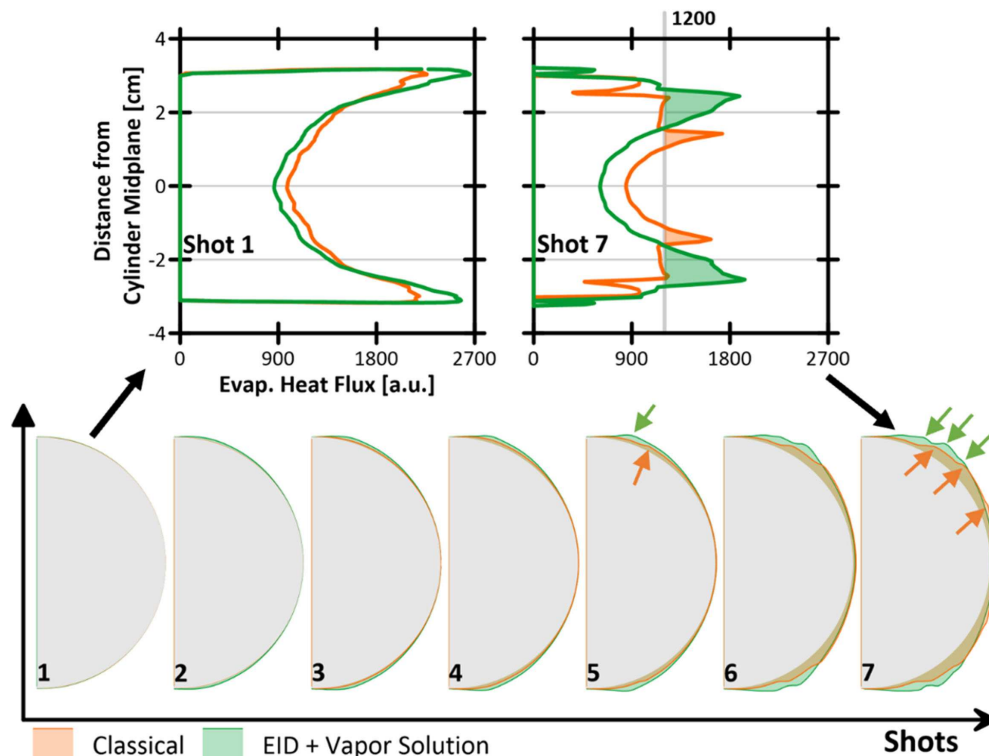 1200
4
2
0
-2
-4
Distance from
Cylinder Midplane [cm]
Shot 1
Shot 7
0 900 1800 2700
0 900 1800 2700
Evap. Heat Flux [a.u.]
1 2 3 4 5 6 7
Shots
Classical EID + Vapor Solution